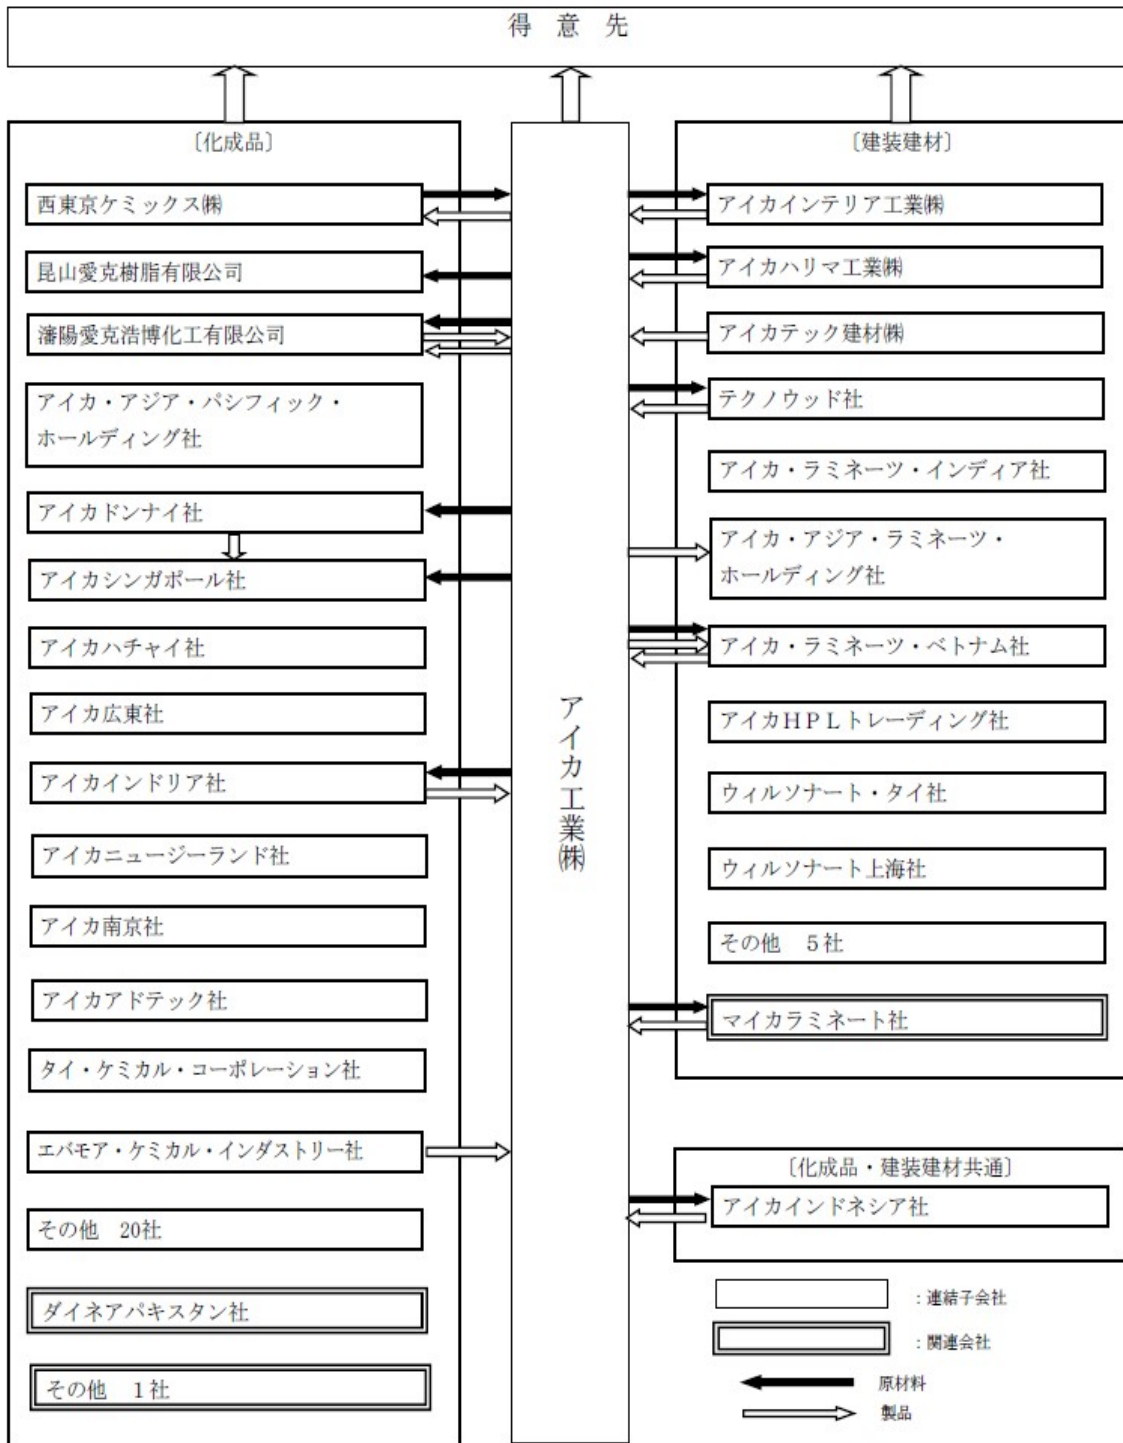 得 意 先
〔化成品〕
西東京ケミックス㈱
昆山愛克樹脂有限公司
瀋陽愛克浩博化工有限公司
アイカ・アジア・パシフィック・
ホールディング社
アイカドンナイ社
アイカシンガポール社
アイカハチャイ社
アイカ広東社
アイカインドリア社
アイカニュージーランド社
アイカ南京社
アイカアドテック社
タイ・ケミカル・コーポレーション社
エバモア・ケミカル・インダストリー社
その他 20社
ダイネアパキスタン社
その他 1社
アイカ工業㈱
〔建装建材〕
アイカインテリア工業㈱
アイカハリマ工業㈱
アイカテック建材㈱
テクノウッド社
アイカ・ラミネーツ・インディア社
アイカ・アジア・ラミネーツ・
ホールディング社
アイカ・ラミネーツ・ベトナム社
アイカＨＰＬトレーディング社
ウィルソナート・タイ社
ウィルソナート上海社
その他 ５社
マイカラミネート社
〔化成品・建装建材共通〕
アイカインドネシア社
：連結子会社
：関連会社
原材料
製品